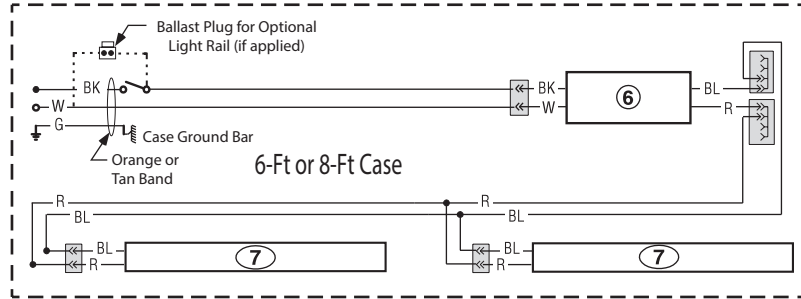 Ballast Plug for Optional
Light Rail (if applied)
BK
BK
BL
6
W
W
R
G
Case Ground Bar
Orange or
Tan Band
6-Ft or 8-Ft Case
R
R
BL
BL
BL
7
R
BL
7
R